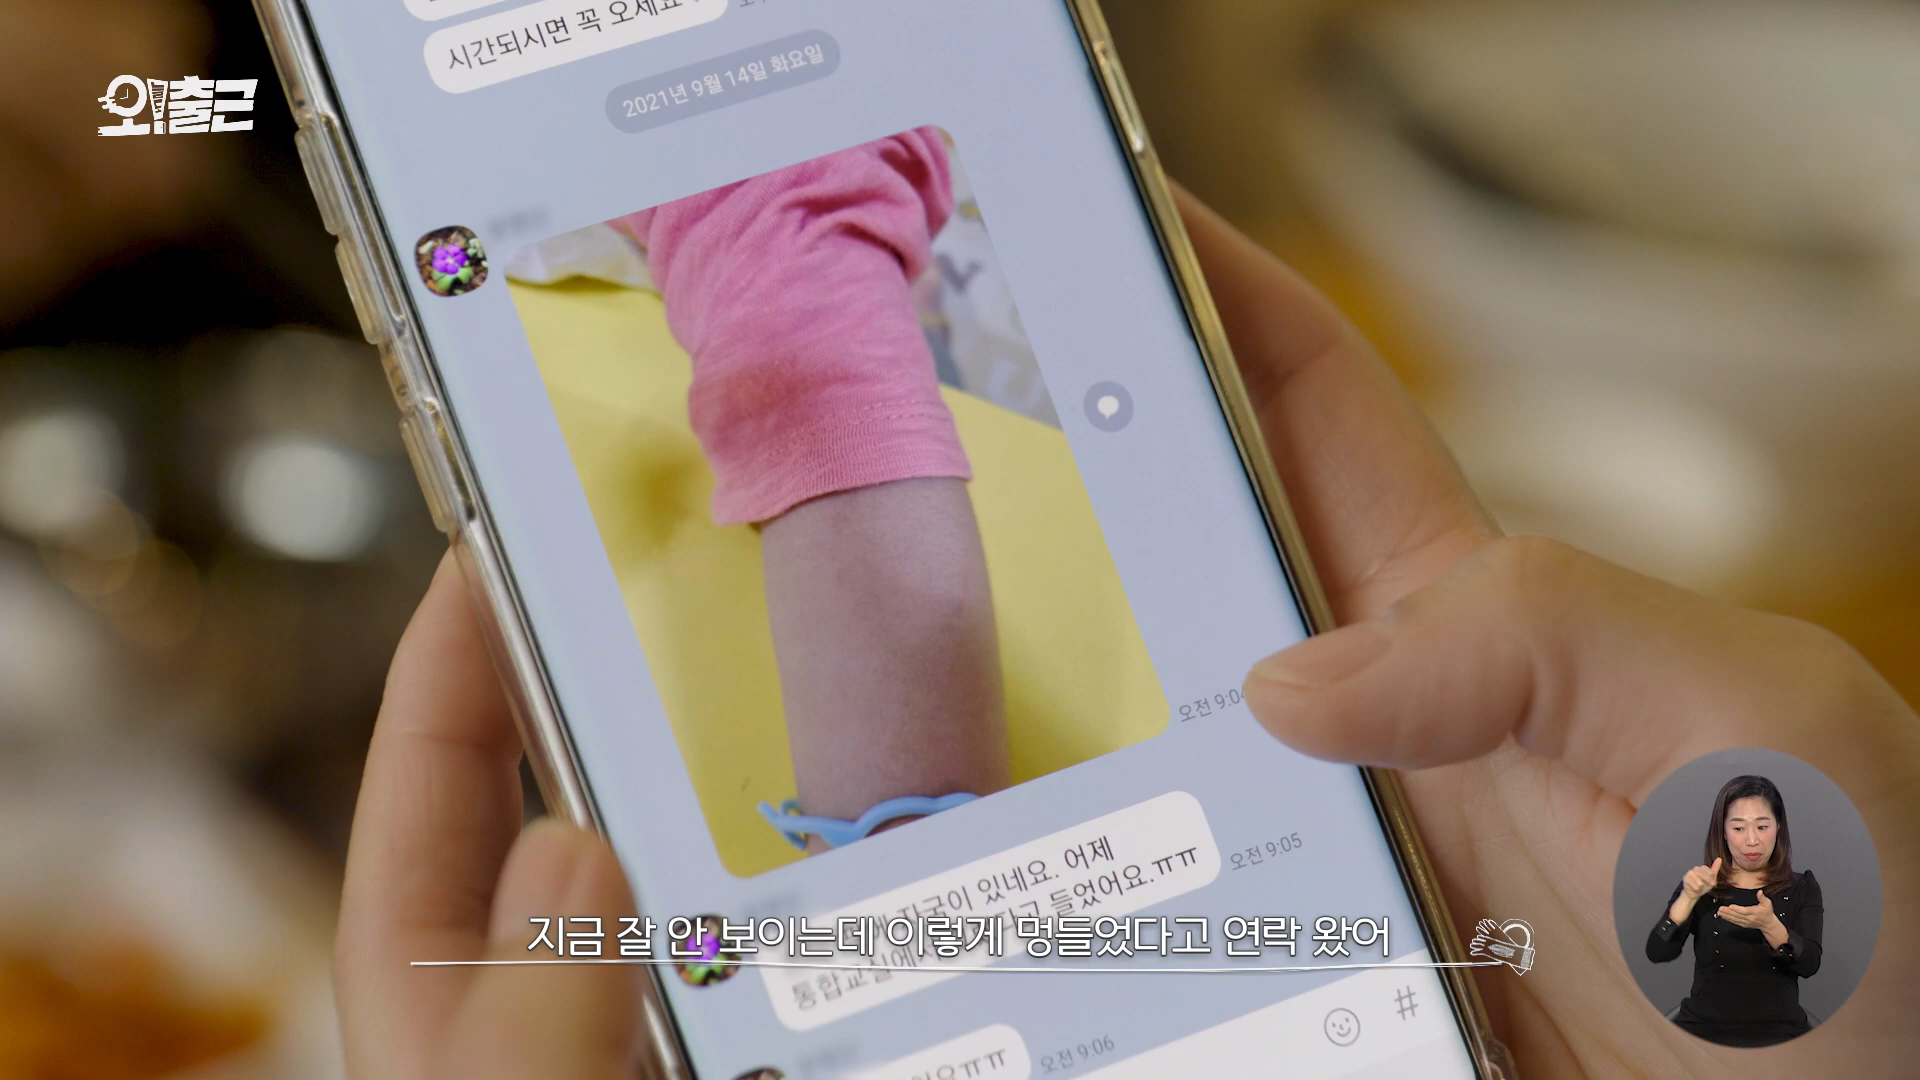 시간되시면 꼭 오세요
2021년 9월 14일 화요일
오!출근
오전 9:04
자국이 있네요. 어제
들었어요.ㅠㅠ
통합교실에
오전 9:05
지금 잘 안 보이는데 이렇게 멍들었다고 연락 왔어
오전 9:06
#